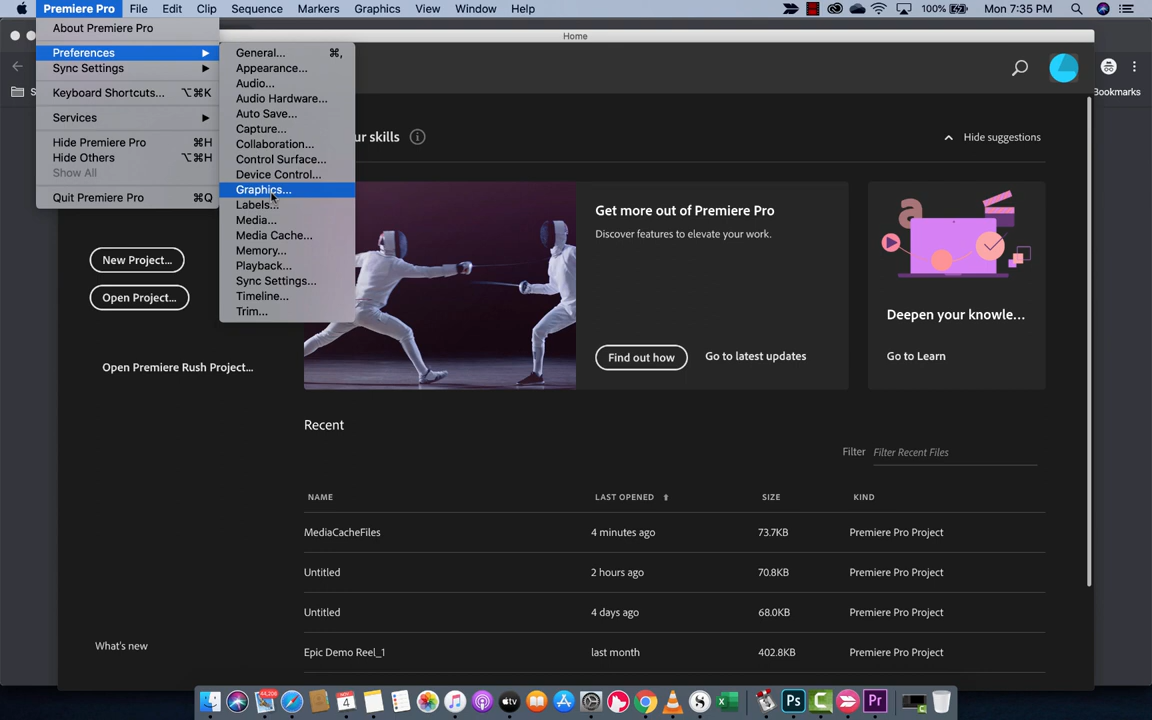 Premiere Pro File Edit Clip Sequence Markers Graphics View Window Help 100% Mon 7:35 PM
About Premiere Pro
Preferences
Sync Settings
Keyboard Shortcuts... ⌥⌘K
Services
Hide Premiere Pro ⌘H
Hide Others ⌥⌘H
Show All
Quit Premiere Pro ⌘Q
General... ⌘,
Appearance...
Audio...
Audio Hardware...
Auto Save...
Capture...
Collaboration...
Control Surface...
Device Control...
Graphics...
Labels...
Media...
Media Cache...
Memory...
Playback...
Sync Settings...
Timeline...
Trim...
Home
S
Bookmarks
ur skills
Hide suggestions
New Project...
Open Project...
Open Premiere Rush Project...
What's new
Get more out of Premiere Pro
Discover features to elevate your work.
Find out how Go to latest updates
a
Deepen your knowle...
Go to Learn
Recent
Filter Filter Recent Files
NAME LAST OPENED SIZE KIND
MediaCacheFiles 4 minutes ago 73.7KB Premiere Pro Project
Untitled 2 hours ago 70.8KB Premiere Pro Project
Untitled 4 days ago 68.0KB Premiere Pro Project
Epic Demo Reel_1 last month 402.8KB Premiere Pro Project
44,206
NOV
4
Ps
C
Pr